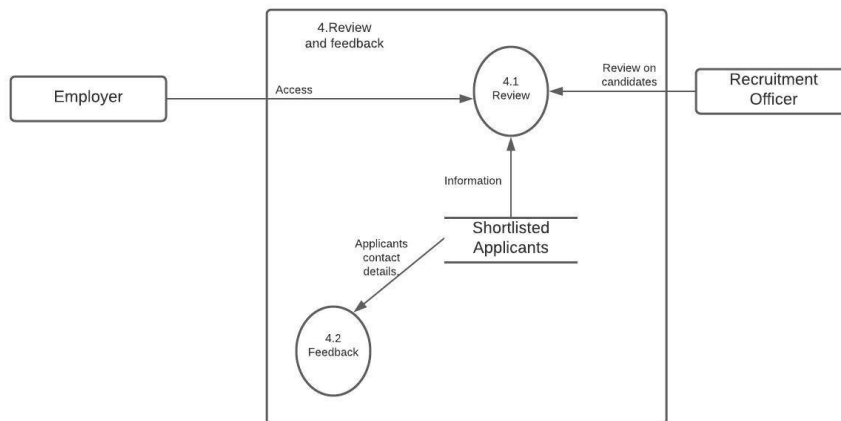 4.Review
and feedback
Employer
Access
4.1
Review
Review on
candidates
Recruitment
Officer
Information
Shortlisted
Applicants
Applicants
contact
details.
4.2
Feedback